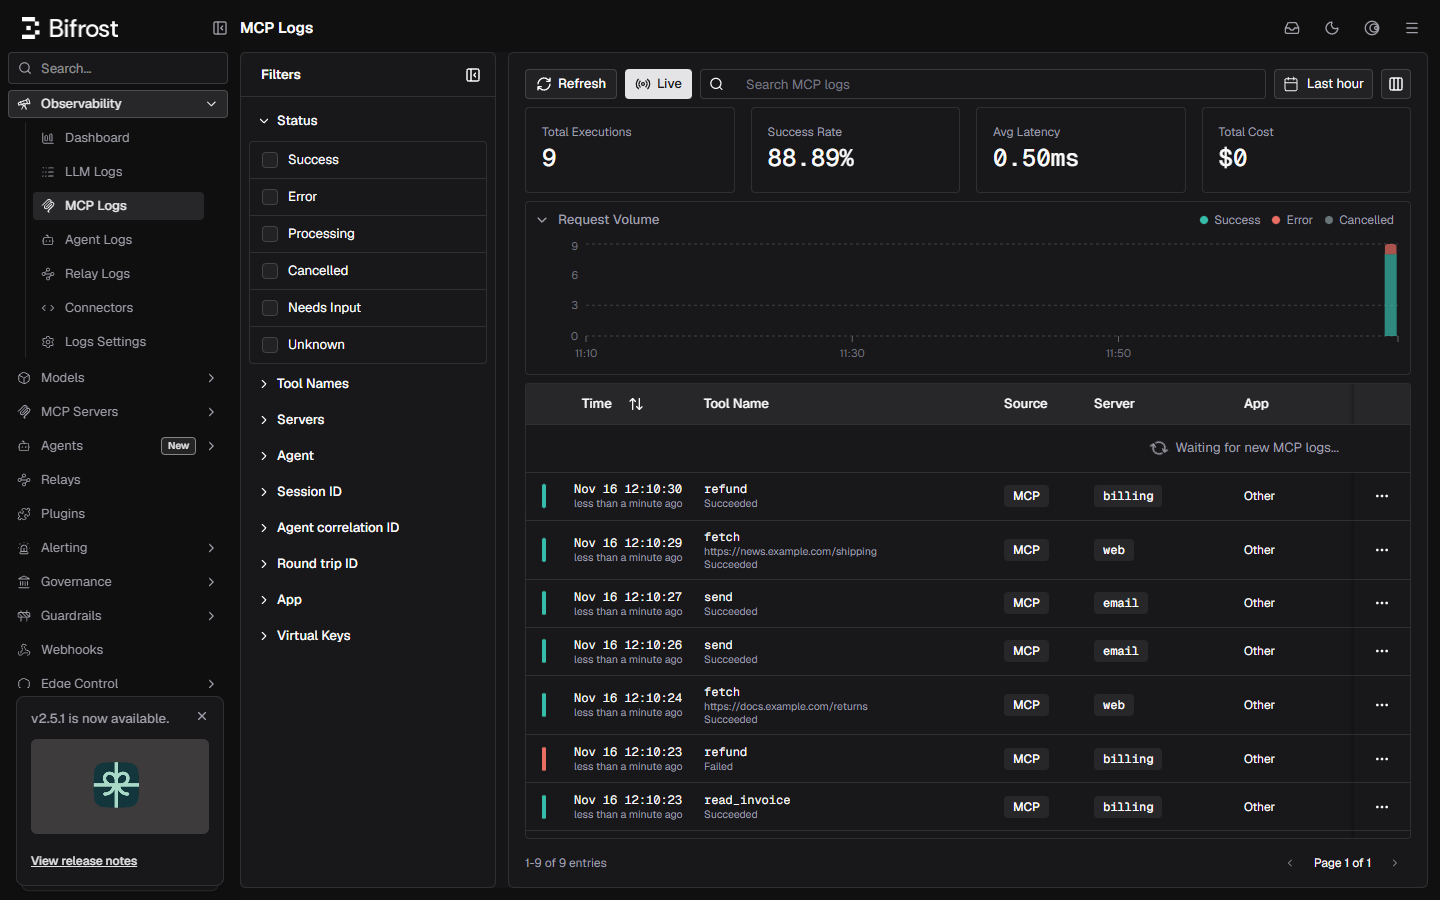 Bifrost
Search...
Observability
Dashboard
LLM Logs
MCP Logs
Agent Logs
Relay Logs
Connectors
Logs Settings
Models
MCP Servers
Agents
New
Relays
Plugins
Alerting
Governance
Guardrails
Webhooks
Edge Control
v2.5.1 is now available.
View release notes
MCP Logs
Filters
Status
Success
Error
Processing
Cancelled
Needs Input
Unknown
Tool Names
Servers
Agent
Session ID
Agent correlation ID
Round trip ID
App
Virtual Keys
Refresh
Live
Search MCP logs
Last hour
Total Executions
9
Success Rate
88.89%
Avg Latency
0.50ms
Total Cost
$0
Request Volume
Success
Error
Cancelled
9
6
3
0
11:10
11:30
11:50
Time
Tool Name
Source
Server
App
Waiting for new MCP logs...
Nov 16 12:10:30
less than a minute ago
refund
Succeeded
MCP
billing
Other
Nov 16 12:10:29
less than a minute ago
fetch
https://news.example.com/shipping
Succeeded
MCP
web
Other
Nov 16 12:10:27
less than a minute ago
send
Succeeded
MCP
email
Other
Nov 16 12:10:26
less than a minute ago
send
Succeeded
MCP
email
Other
Nov 16 12:10:24
less than a minute ago
fetch
https://docs.example.com/returns
Succeeded
MCP
web
Other
Nov 16 12:10:23
less than a minute ago
refund
Failed
MCP
billing
Other
Nov 16 12:10:23
less than a minute ago
read_invoice
Succeeded
MCP
billing
Other
1-9 of 9 entries
Page 1 of 1